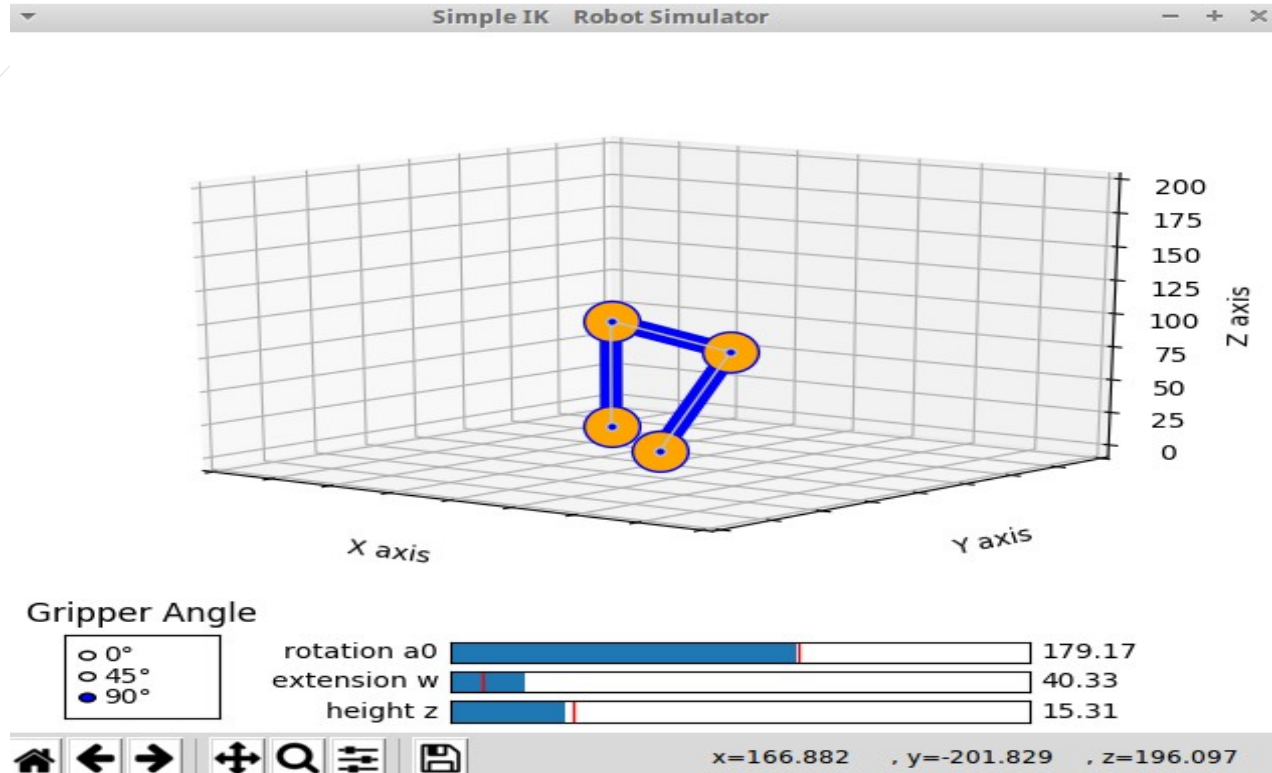 Simple IK Robot Simulator
200
175
150
125
100
75
50
25
0
Z axis
X axis
Y axis
Gripper Angle
0°
45°
90°
rotation a0 179.17
extension w 40.33
height z 15.31
x=166.882 , y=-201.829 , z=196.097